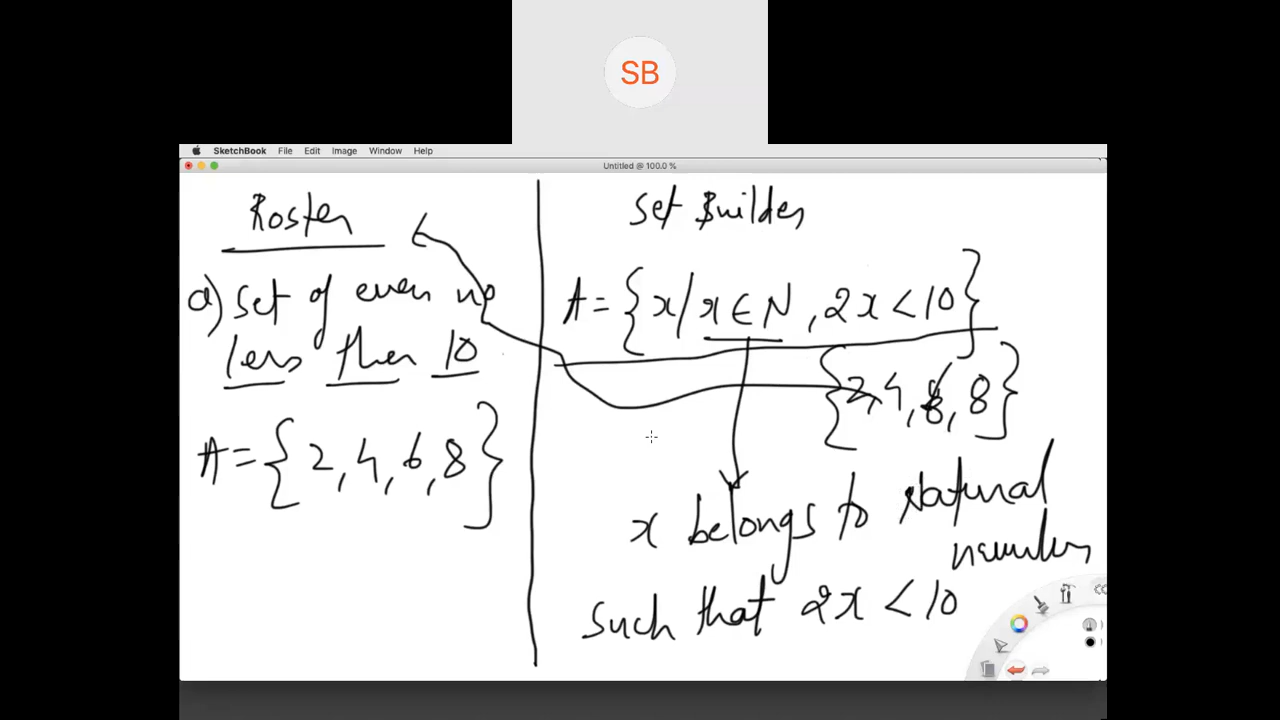 SB
SketchBook File Edit Image Window Help
Untitled @ 100.0 %
Roster
a) set of even no
less then 10
A = {2, 4, 6, 8}
Set Builder
A = {x/x ∈ N, 2x < 10}
{2, 4, 6, 8}
x belongs to Natural
number
such that 2x < 10